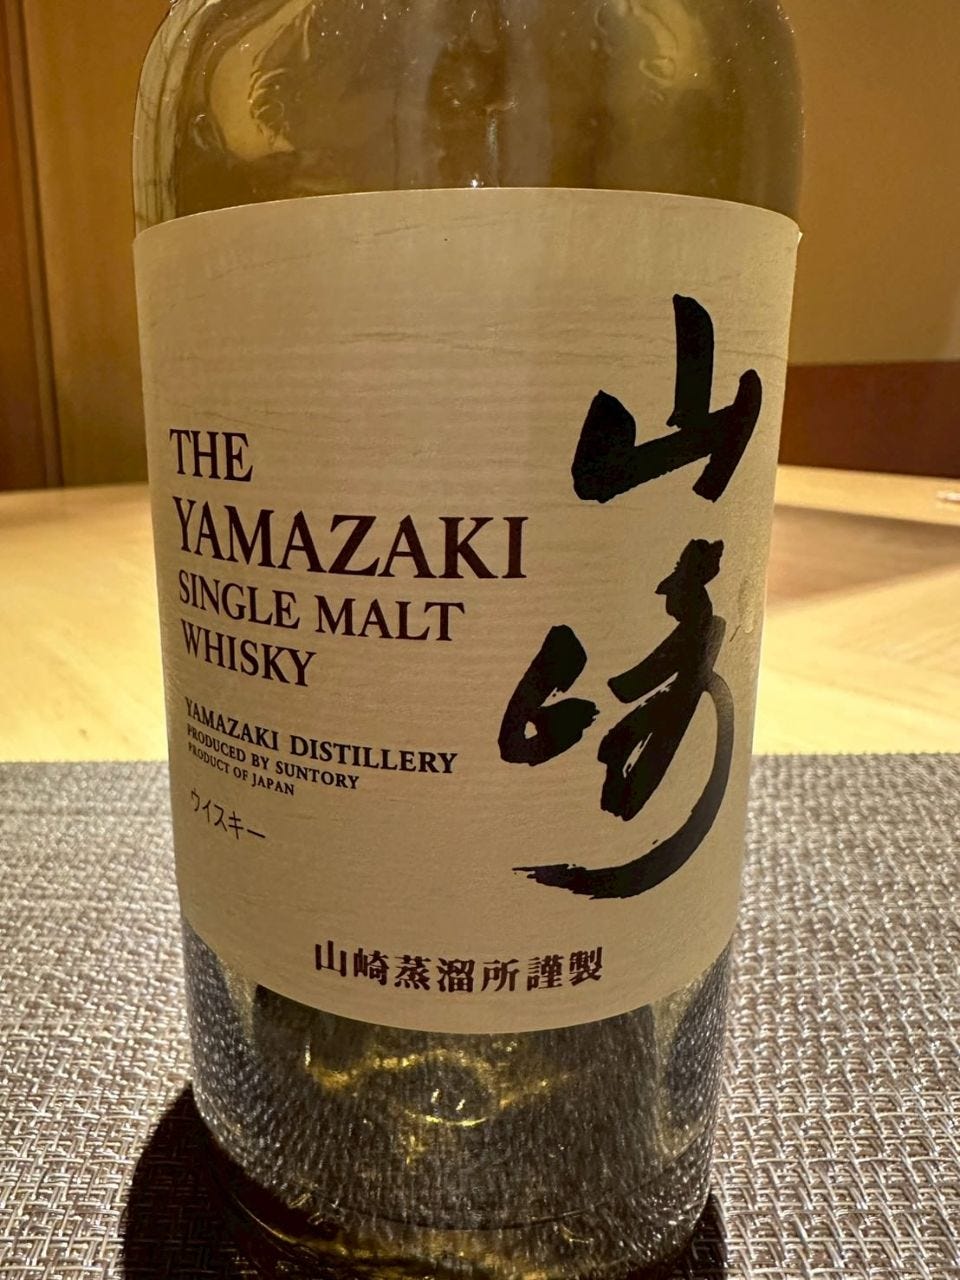 THE
YAMAZAKI
SINGLE MALT
WHISKY
YAMAZAKI DISTILLERY
PRODUCED BY SUNTORY
PRODUCT OF JAPAN
ウイスキー
山崎
山崎蒸溜所謹製